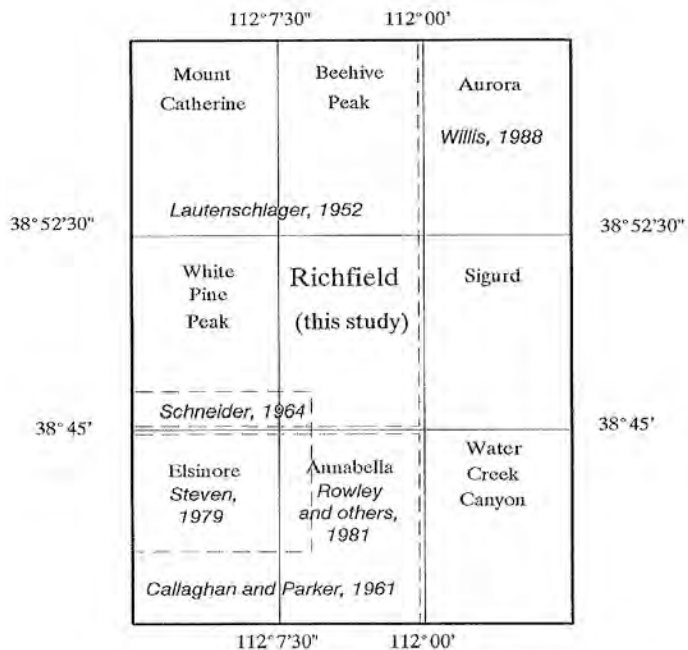 112°7'30" 112°00'
Mount
Catherine
Beehive
Peak
Aurora
Willis, 1988
Lautenschlager, 1952
38°52'30" 38°52'30"
White
Pine
Peak
Richfield
(this study)
Sigurd
Schneider, 1964
38°45' 38°45'
Elsinore
Steven,
1979
Annabella
Rowley
and others,
1981
Water
Creek
Canyon
Callaghan and Parker, 1961
112°7'30" 112°00'